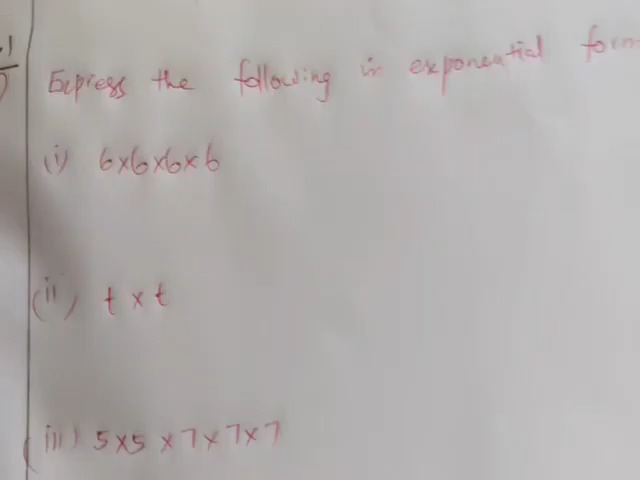 Express the following in exponential form
(i) 6×6×6×6
(ii) t × t
(iii) 5×5 ×7×7×7